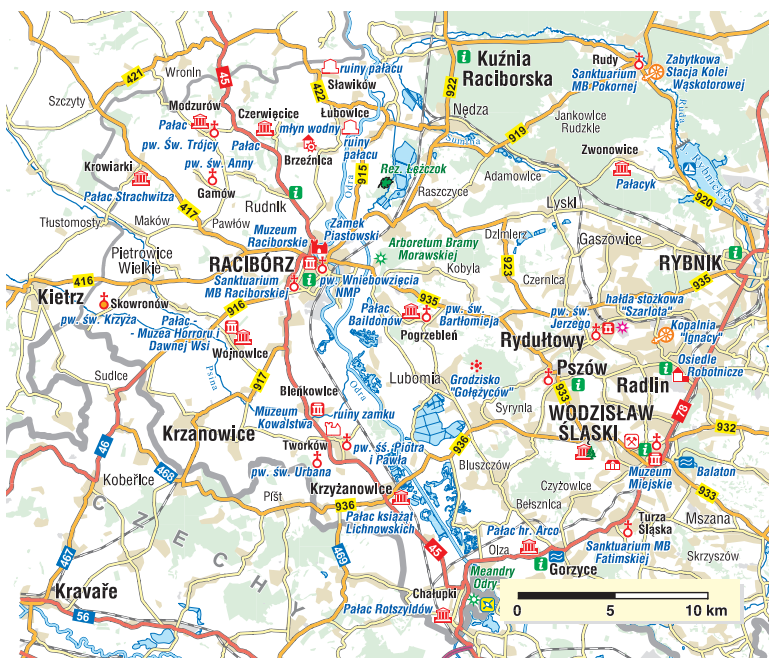 421
Wronin
45
ruiny pałacu
Sławików
422
Szczyty
Modzurów
Czerwięcice
Łubowice
Pałac
pw. Św. Trójcy
pw. św. Anny
Pałac
młyn wodny
Brzeźnica
ruiny
pałacu
Krowiarki
Pałac Strachwitza
Gamów
Rudnik
417
Tłustomosty
Maków
Pawłów
Odra
915
Kuźnia
Raciborska
922
Nędza
Sumina
919
Rudy
Sanktuarium
MB Pokornej
Zabytkowa
Stacja Kolei
Wąskotorowej
Ruda
Jankowice
Rudzkie
Zwonowice
Pałacyk
Rybnickie
920
Rez. Łężczok
Raszczyce
Adamowice
Lyski
Muzeum
Raciborskie
Zamek
Piastowski
RACIBÓRZ
Arboretum Bramy
Morawskiej
Dzimierz
923
Gaszowice
Czernica
RYBNIK
935
Pietrowice
Wielkie
416
Kietrz
Skowronów
pw. św. Krzyża
916
Sanktuarium
MB Raciborskiej
pw. Wniebowzięcia
NMP
Kobyla
935
Pałac
Baildonów
pw. św.
Bartłomieja
Pogrzebień
pw. św.
Jerzego
hałda stożkowa
"Szarlota"
Kopalnia
"Ignacy"
Rydułtowy
Pałac
- Muzea Horroru i
Dawnej Wsi
Wojnowice
Sudice
Psina
917
Lubomia
Grodzisko
"Gołężyców"
Pszów
933
Radlin
Osiedle
Robotnicze
78
Bieńkowice
Muzeum
Kowalstwa
ruiny zamku
Odra
Syrynia
WODZISŁAW
ŚLĄSKI
932
Krzanowice
46
468
Tworków
pw. św. Urbana
pw. śś. Piotra
i Pawła
936
Bluszczów
Muzeum
Miejskie
Balaton
933
Kobeřice
Píšť
936
Krzyżanowice
Pałac książąt
Lichnowskich
Czyżowice
Bełsznica
Mszana
CZECHY
467
469
45
Pałac hr. Arco
Olza
Gorzyce
Turza
Śląska
Sanktuarium MB
Fatimskiej
Skrzyszów
Kravaře
56
Chałupki
Pałac Rotszyldów
Meandry
Odry
0 5 10 km